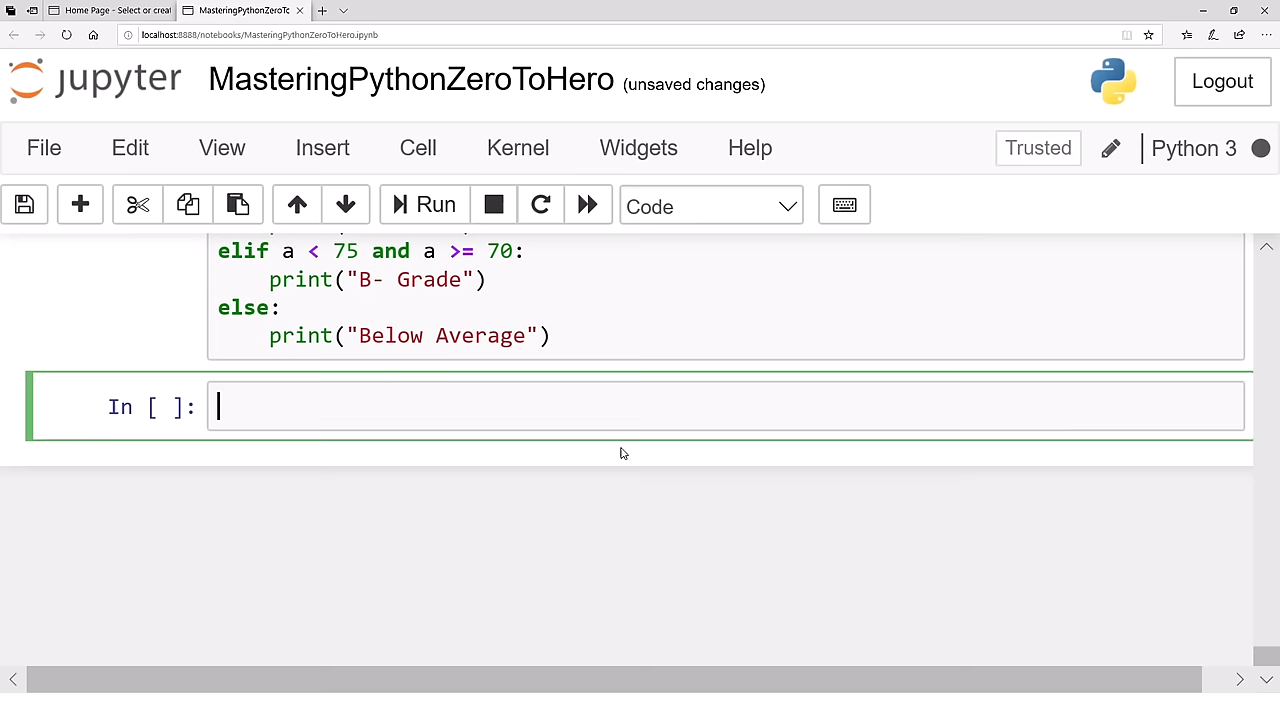 Home Page - Select or creat
MasteringPythonZeroTc
localhost:8888/notebooks/MasteringPythonZeroToHero.ipynb
jupyter MasteringPythonZeroToHero (unsaved changes) Logout
File Edit View Insert Cell Kernel Widgets Help Trusted Python 3
Run Code
elif a < 75 and a >= 70:
print("B- Grade")
else:
print("Below Average")
In [ ]: